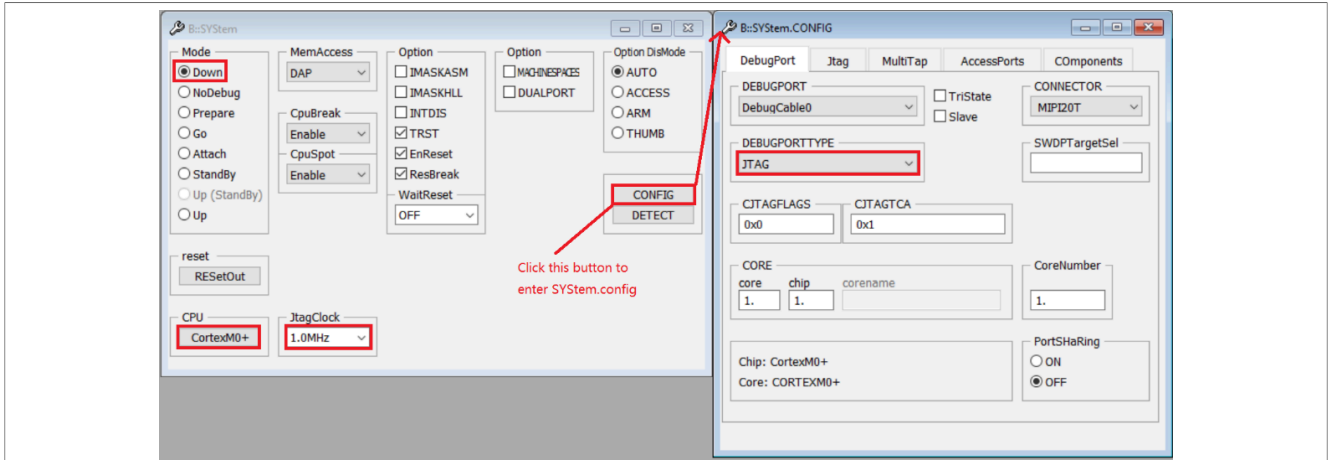 B::SYStem
Mode
Down
NoDebug
Prepare
Go
Attach
StandBy
Up (StandBy)
Up
MemAccess
DAP
CpuBreak
Enable
CpuSpot
Enable
Option
IMASKASM
IMASKHLL
INTDIS
TRST
EnReset
ResBreak
WaitReset
OFF
Option
MACHINESPACES
DUALPORT
Option DisMode
AUTO
ACCESS
ARM
THUMB
CONFIG
DETECT
reset
RESetOut
CPU
CortexM0+
JtagClock
1.0MHz
Click this button to
enter SYStem.config
B::SYStem.CONFIG
DebugPort Jtag MultiTap AccessPorts COmponents
DEBUGPORT
DebugCable0
TriState
Slave
CONNECTOR
MIPI20T
DEBUGPORTTYPE
JTAG
SWDPTargetSel
CJTAGFLAGS
0x0
CJTAGTCA
0x1
CORE
core chip corename
1. 1.
CoreNumber
1.
Chip: CortexM0+
Core: CORTEXM0+
PortSHaRing
ON
OFF